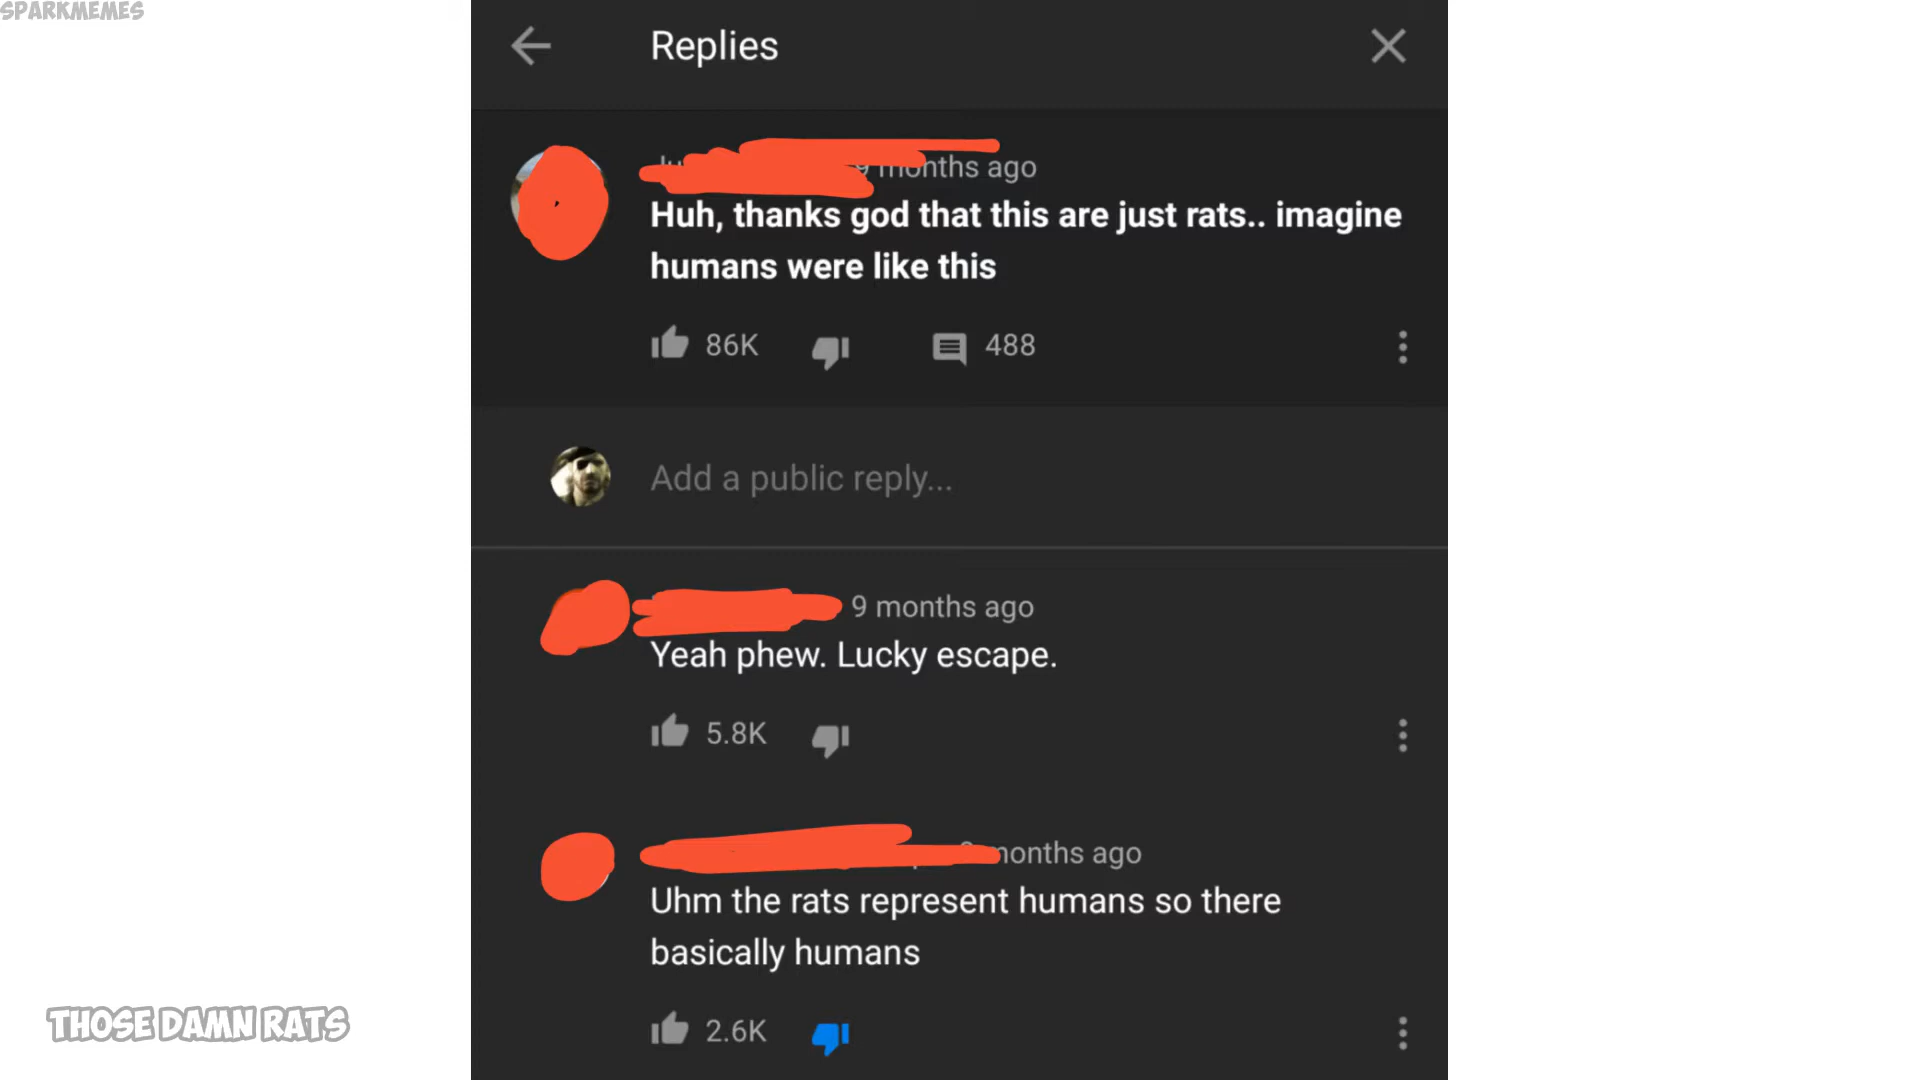 SPARKMEMES
Replies
months ago
Huh, thanks god that this are just rats.. imagine
humans were like this
86K
488
Add a public reply...
9 months ago
Yeah phew. Lucky escape.
5.8K
months ago
Uhm the rats represent humans so there
basically humans
THOSE DAMN RATS
2.6K